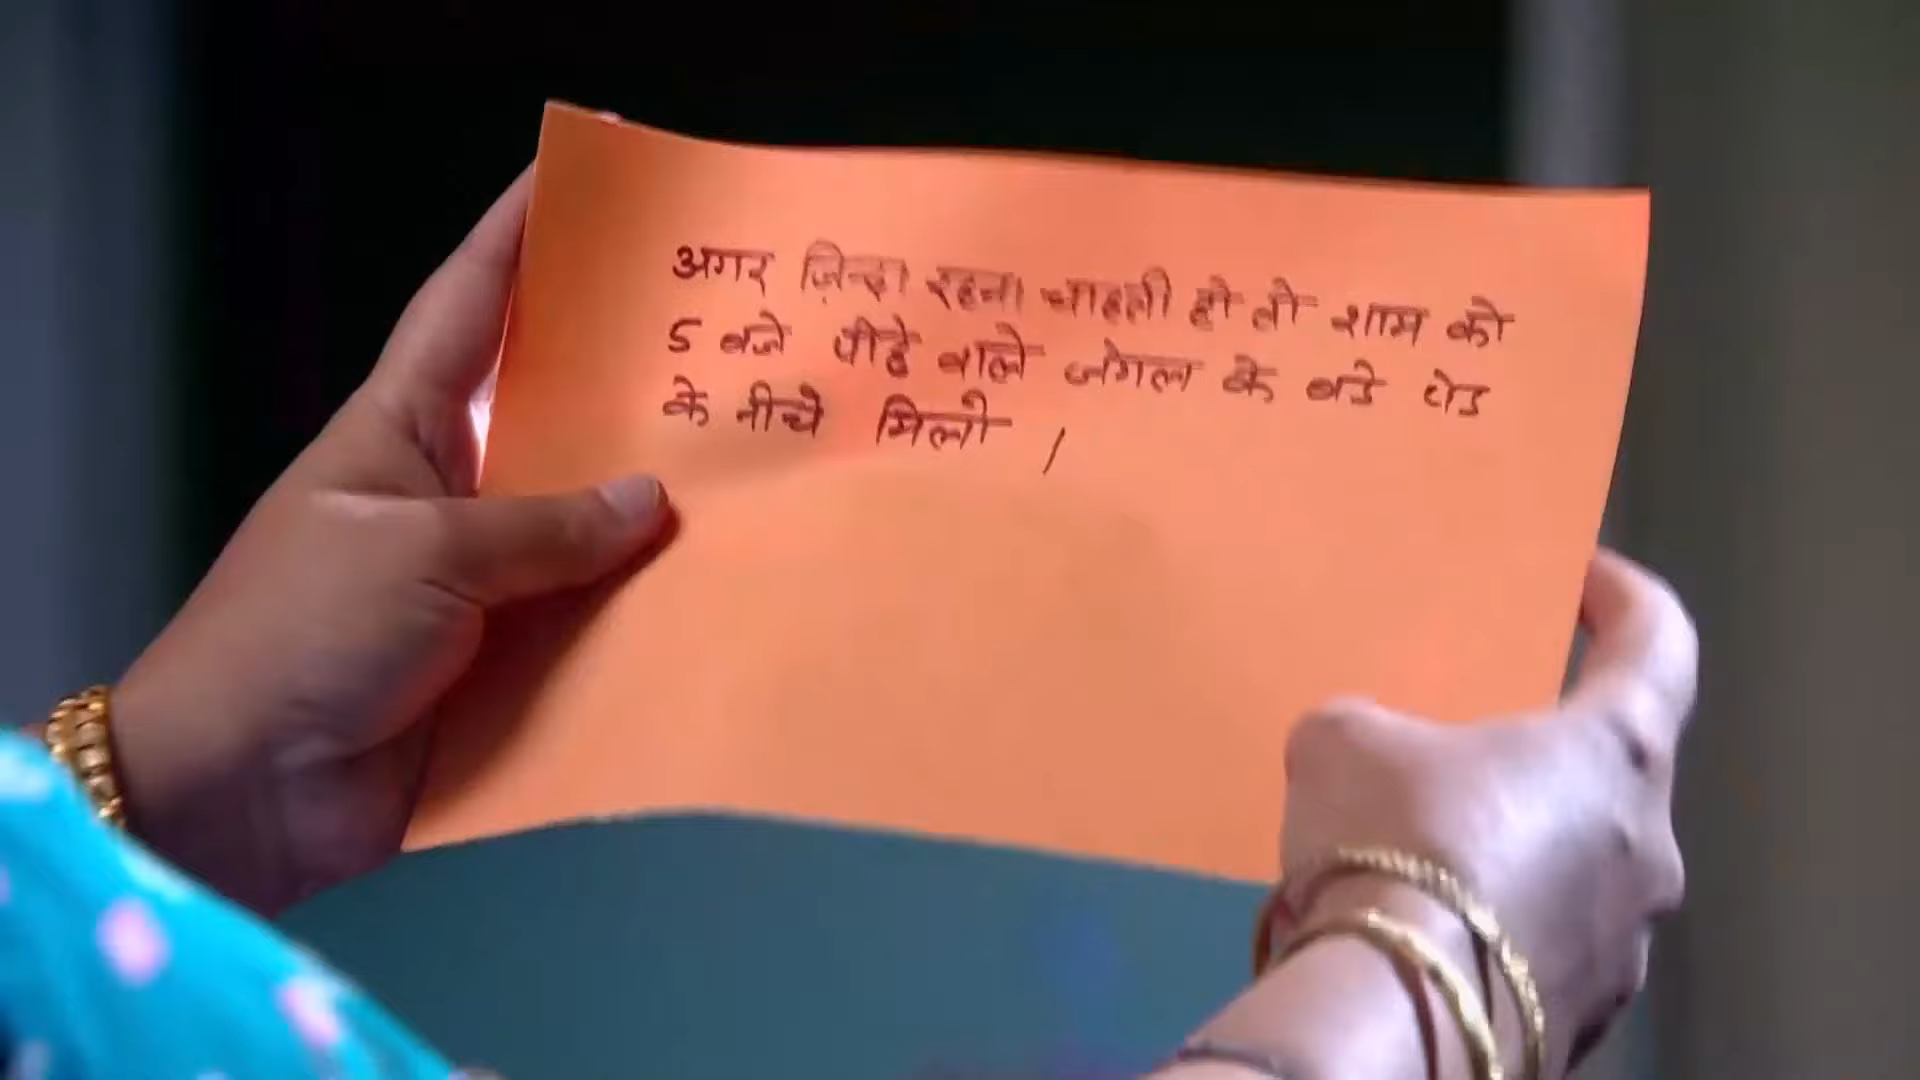 अगर ज़िन्दा रहना चाहती हो तो शाम को
5 बजे पीछे वाले जंगल के बडे पेड
के नीचे मिलो ।